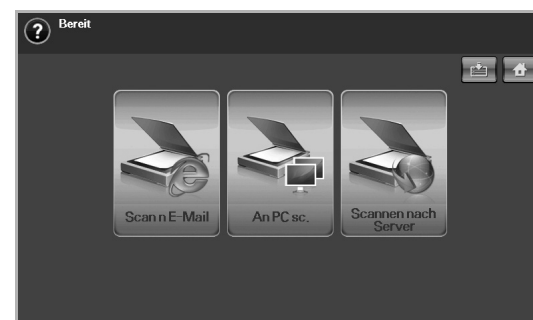 ?
Bereit
Scan n E-Mail
An PC sc.
Scannen nach
Server